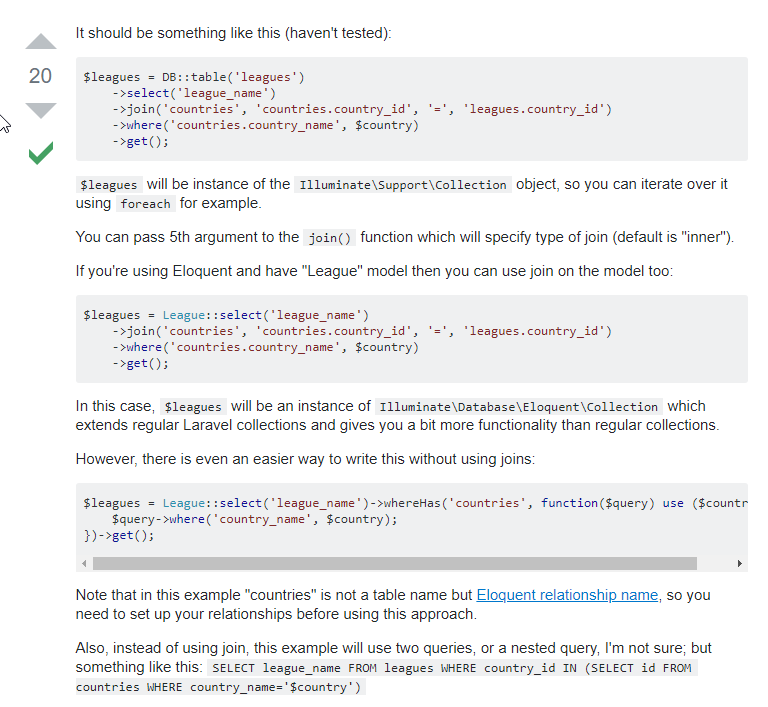 It should be something like this (haven't tested):
20
$leagues = DB::table('leagues')
->select('league_name')
->join('countries', 'countries.country_id', '=', 'leagues.country_id')
->where('countries.country_name', $country)
->get();
$leagues will be instance of the Illuminate\Support\Collection object, so you can iterate over it
using foreach for example.
You can pass 5th argument to the join() function which will specify type of join (default is "inner").
If you're using Eloquent and have "League" model then you can use join on the model too:
$leagues = League::select('league_name')
->join('countries', 'countries.country_id', '=', 'leagues.country_id')
->where('countries.country_name', $country)
->get();
In this case, $leagues will be an instance of Illuminate\Database\Eloquent\Collection which
extends regular Laravel collections and gives you a bit more functionality than regular collections.
However, there is even an easier way to write this without using joins:
$leagues = League::select('league_name')->whereHas('countries', function($query) use ($countr
$query->where('country_name', $country);
})->get();
Note that in this example "countries" is not a table name but Eloquent relationship name, so you
need to set up your relationships before using this approach.
Also, instead of using join, this example will use two queries, or a nested query, I'm not sure; but
something like this: SELECT league_name FROM leagues WHERE country_id IN (SELECT id FROM
countries WHERE country_name='$country')